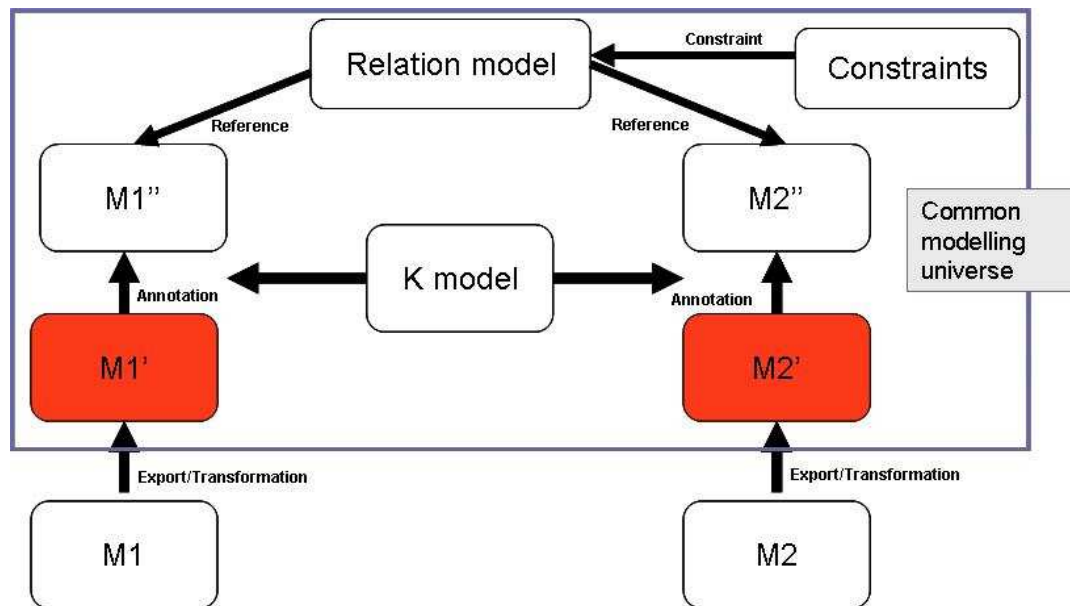 Constraint
Relation model
Constraints
Reference
Reference
M1”
M2”
Common
modelling
universe
K model
Annotation
Annotation
M1’
M2’
Export/Transformation
Export/Transformation
M1
M2